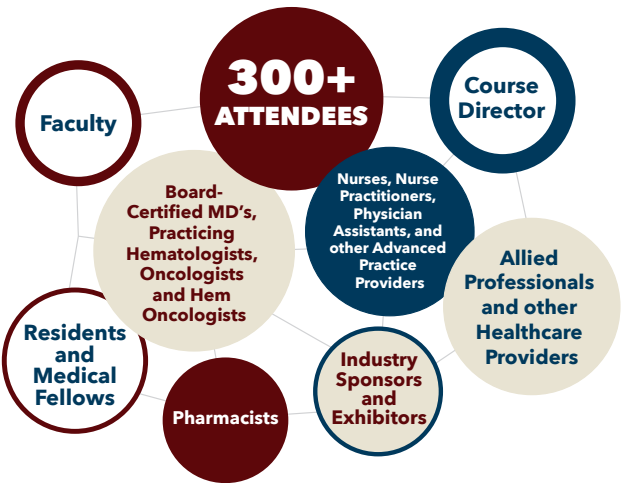 300+
ATTENDEES
Faculty
Course
Director
Board-
Certified MD's,
Practicing
Hematologists,
Oncologists
and Hem
Oncologists
Nurses, Nurse
Practitioners,
Physician
Assistants, and
other Advanced
Practice
Providers
Allied
Professionals
and other
Healthcare
Providers
Residents
and
Medical
Fellows
Pharmacists
Industry
Sponsors
and
Exhibitors